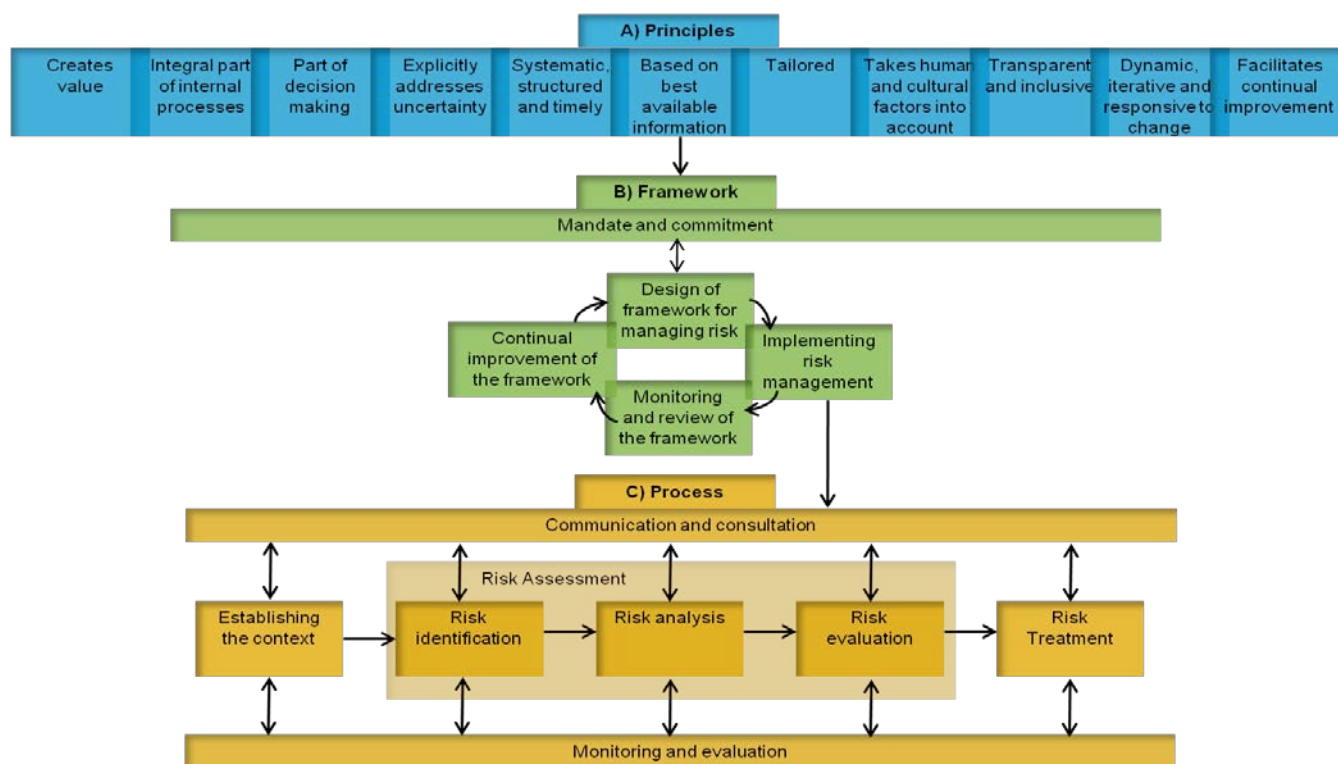 A) Principles
Creates
value
Integral part
of internal
processes
Part of
decision
making
Explicitly
addresses
uncertainty
Systematic,
structured
and timely
Based on
best
available
information
Tailored
Takes human
and cultural
factors into
account
Transparent
and inclusive
Dynamic,
iterative and
responsive to
change
Facilitates
continual
improvement
B) Framework
Mandate and commitment
Design of
framework for
managing risk
Continual
improvement of
the framework
Implementing
risk
management
Monitoring
and review of
the framework
C) Process
Communication and consultation
Risk Assessment
Establishing
the context
Risk
identification
Risk analysis
Risk
evaluation
Risk
Treatment
Monitoring and evaluation